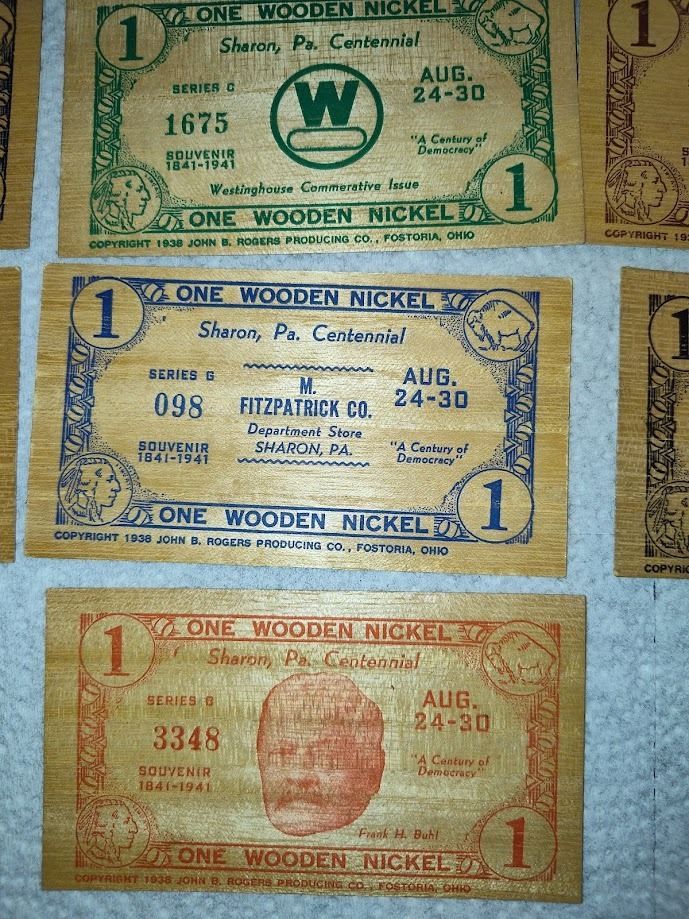 ONE WOODEN NICKEL
1
Sharon, Pa. Centennial
SERIES C
1675
SOUVENIR
1841-1941
W
AUG.
24-30
"A Century of
Democracy"
Westinghouse Commerative Issue
1
ONE WOODEN NICKEL
COPYRIGHT 1938 JOHN B. ROGERS PRODUCING CO., FOSTORIA, OHIO
1
COPYRIGHT 193
1 ONE WOODEN NICKEL
Sharon, Pa. Centennial
SERIES G
098
SOUVENIR
1841-1941
M.
FITZPATRICK CO.
Department Store
SHARON, PA.
AUG.
24-30
"A Century of
Democracy"
ONE WOODEN NICKEL 1
COPYRIGHT 1938 JOHN B. ROGERS PRODUCING CO., FOSTORIA, OHIO
1
COPYRI
1 ONE WOODEN NICKEL
Sharon, Pa. Centennial
SERIES B
3348
SOUVENIR
1841-1941
AUG.
24-30
"A Century of
Democracy"
Frank H. Buhl
1
ONE WOODEN NICKEL
COPYRIGHT 1938 JOHN B. ROGERS PRODUCING CO., FOSTORIA, OHIO